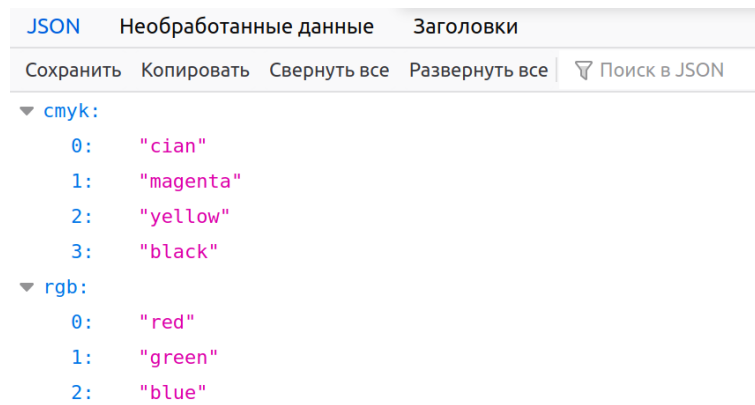 JSON Необработанные данные Заголовки
Сохранить Копировать Свернуть все Развернуть все Поиск в JSON
cmyk:
0: "cian"
1: "magenta"
2: "yellow"
3: "black"
rgb:
0: "red"
1: "green"
2: "blue"